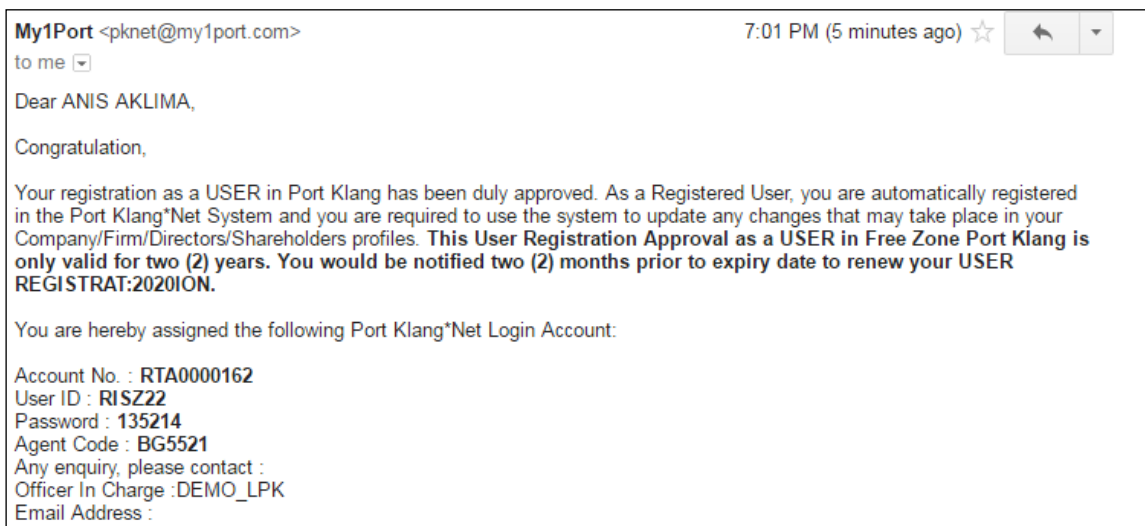 My1Port <pknet@my1port.com> 7:01 PM (5 minutes ago)
to me
Dear ANIS AKLIMA,
Congratulation,
Your registration as a USER in Port Klang has been duly approved. As a Registered User, you are automatically registered
in the Port Klang*Net System and you are required to use the system to update any changes that may take place in your
Company/Firm/Directors/Shareholders profiles. This User Registration Approval as a USER in Free Zone Port Klang is
only valid for two (2) years. You would be notified two (2) months prior to expiry date to renew your USER
REGISTRAT:2020ION.
You are hereby assigned the following Port Klang*Net Login Account:
Account No. : RTA0000162
User ID : RISZ22
Password : 135214
Agent Code : BG5521
Any enquiry, please contact :
Officer In Charge :DEMO_LPK
Email Address :